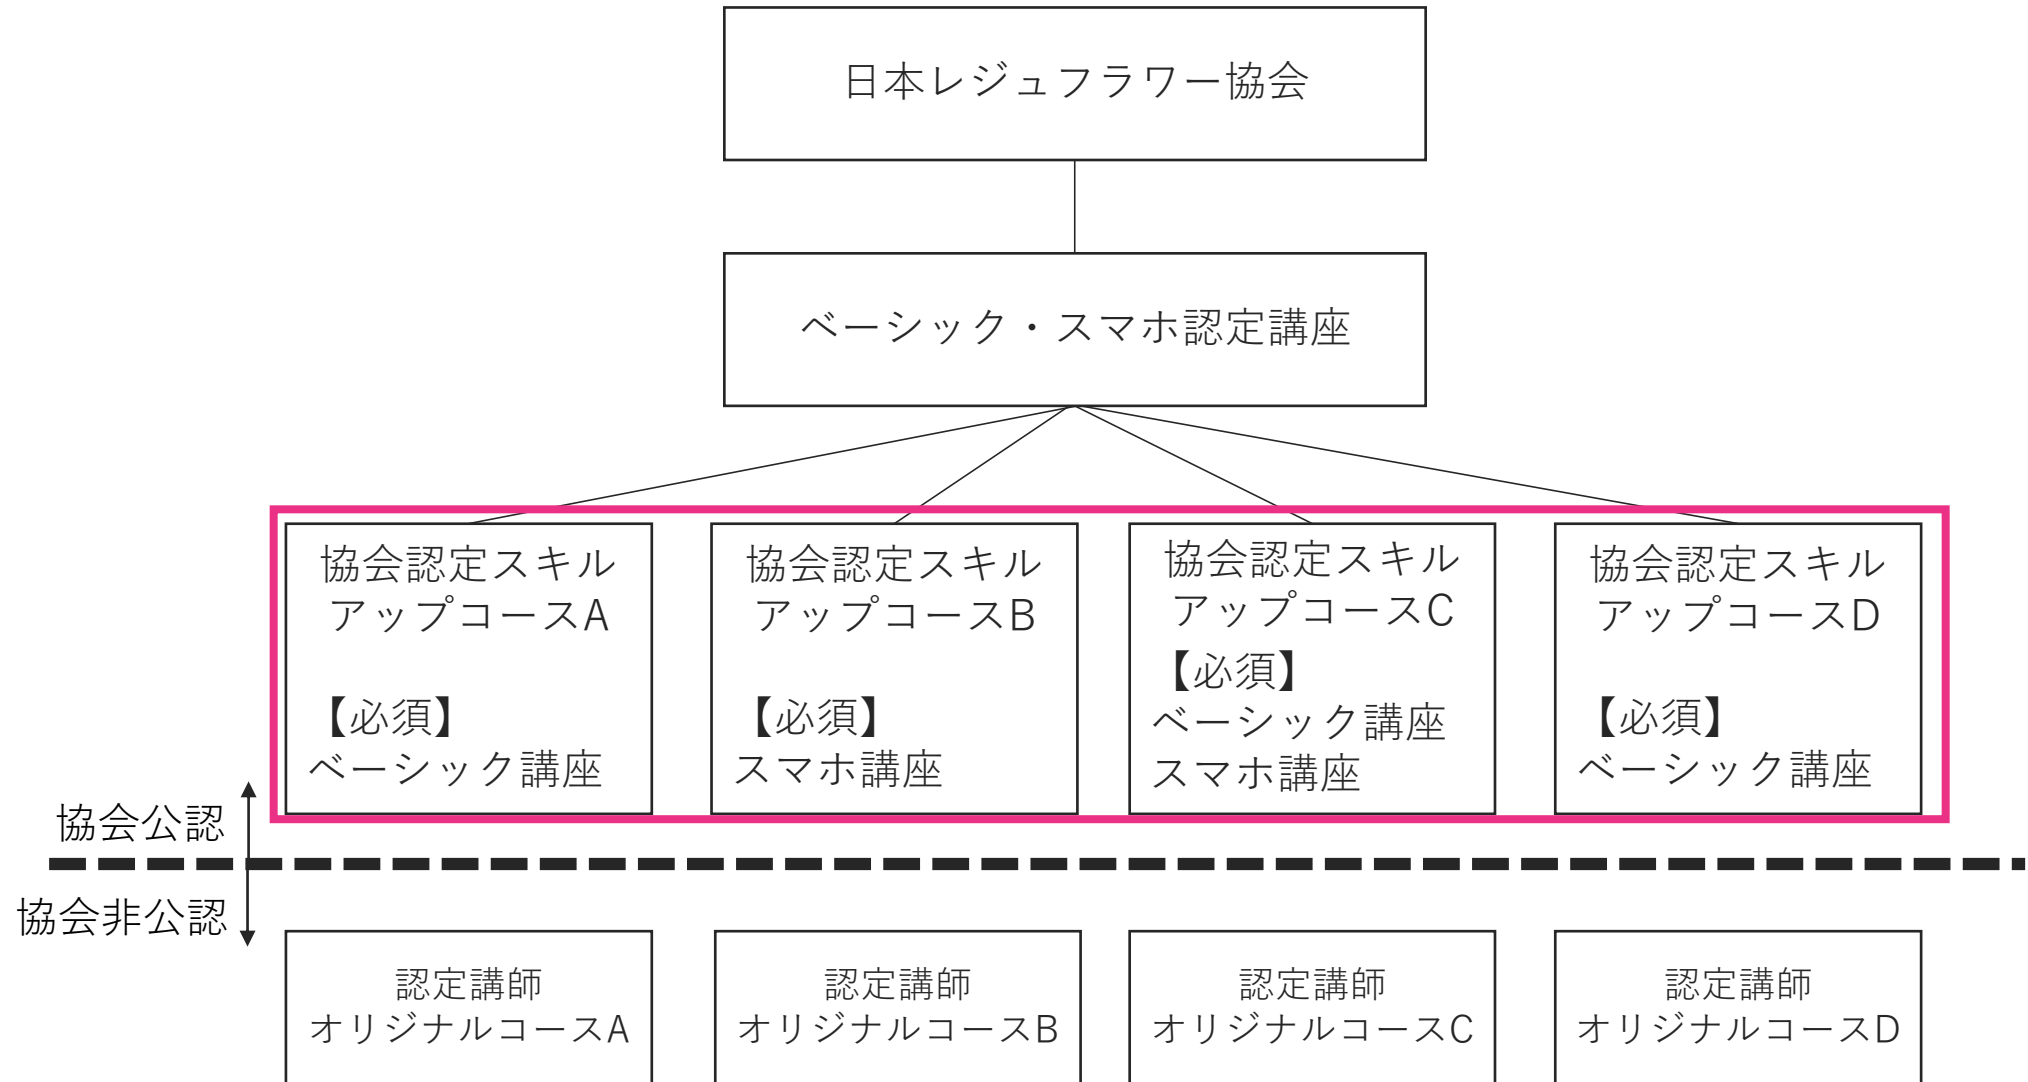 日本レジュフラワー協会
ベーシック・スマホ認定講座
協会認定スキル
アップコースA
【必須】
ベーシック講座
協会認定スキル
アップコースB
【必須】
スマホ講座
協会認定スキル
アップコースC
【必須】
ベーシック講座
スマホ講座
協会認定スキル
アップコースD
【必須】
ベーシック講座
協会公認
協会非公認
認定講師
オリジナルコースA
認定講師
オリジナルコースB
認定講師
オリジナルコースC
認定講師
オリジナルコースD